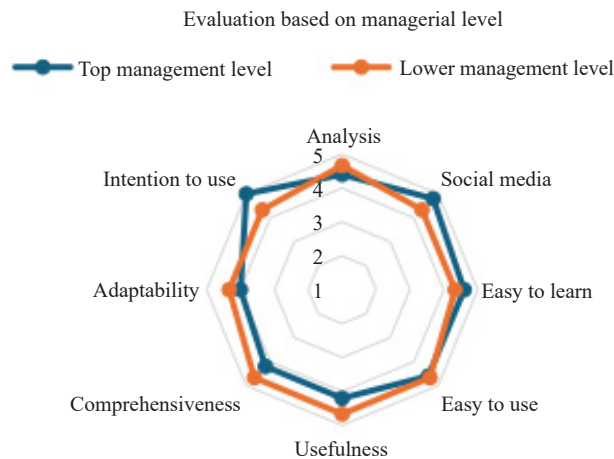 Evaluation based on managerial level
Top management level
Lower management level
Analysis
5
Intention to use
4
Social media
3
2
Adaptability
1
Easy to learn
Comprehensiveness
Easy to use
Usefulness